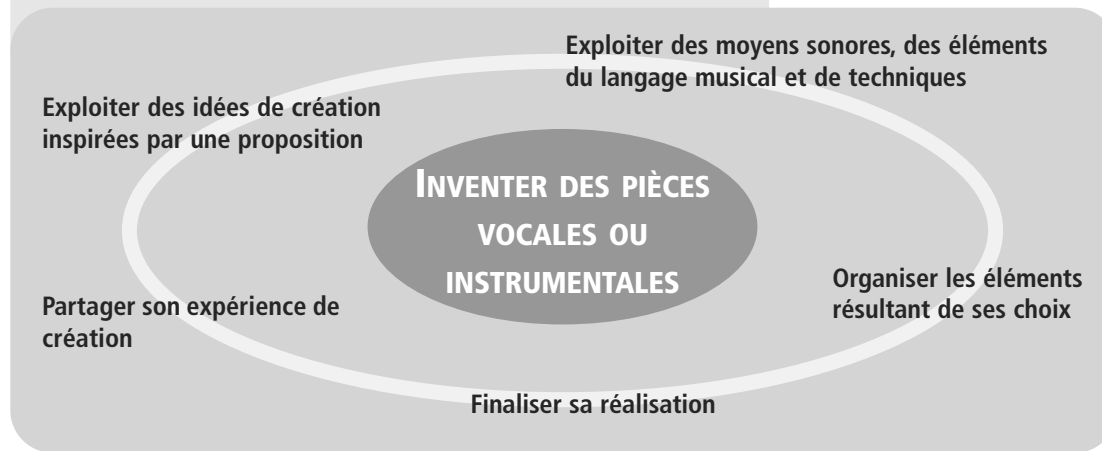 Exploiter des moyens sonores, des éléments
du langage musical et de techniques
Exploiter des idées de création
inspirées par une proposition
INVENTER DES PIÈCES
VOCALES OU
INSTRUMENTALES
Organiser les éléments
résultant de ses choix
Partager son expérience de
création
Finaliser sa réalisation